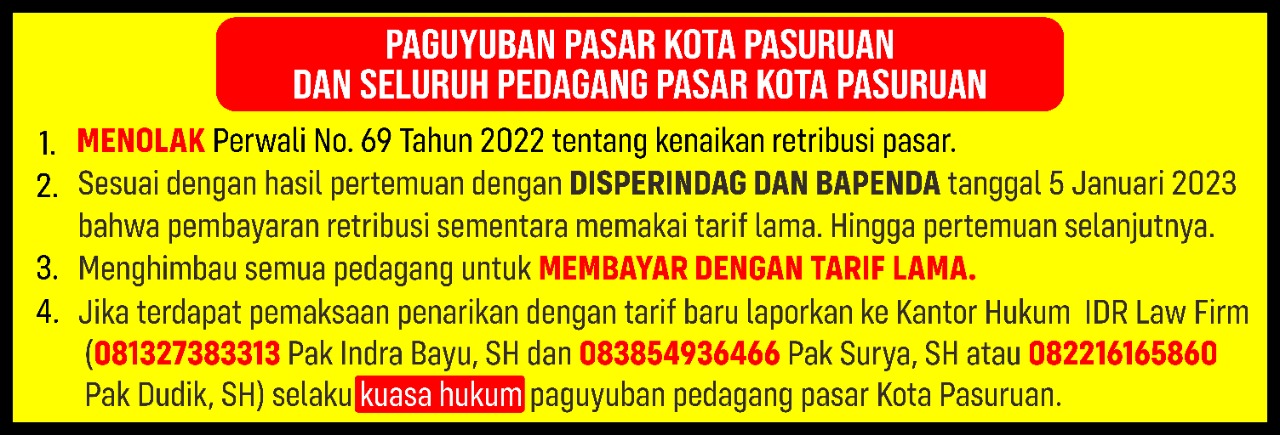 PAGUYUBAN PASAR KOTA PASURUAN
DAN SELURUH PEDAGANG PASAR KOTA PASURUAN
1. MENOLAK Perwali No. 69 Tahun 2022 tentang kenaikan retribusi pasar.
2. Sesuai dengan hasil pertemuan dengan DISPERINDAG DAN BAPENDA tanggal 5 Januari 2023
bahwa pembayaran retribusi sementara memakai tarif lama. Hingga pertemuan selanjutnya.
3. Menghimbau semua pedagang untuk MEMBAYAR DENGAN TARIF LAMA.
4. Jika terdapat pemaksaan penarikan dengan tarif baru laporkan ke Kantor Hukum IDR Law Firm
(081327383313 Pak Indra Bayu, SH dan 083854936466 Pak Surya, SH atau 082216165860
Pak Dudik, SH) selaku kuasa hukum paguyuban pedagang pasar Kota Pasuruan.